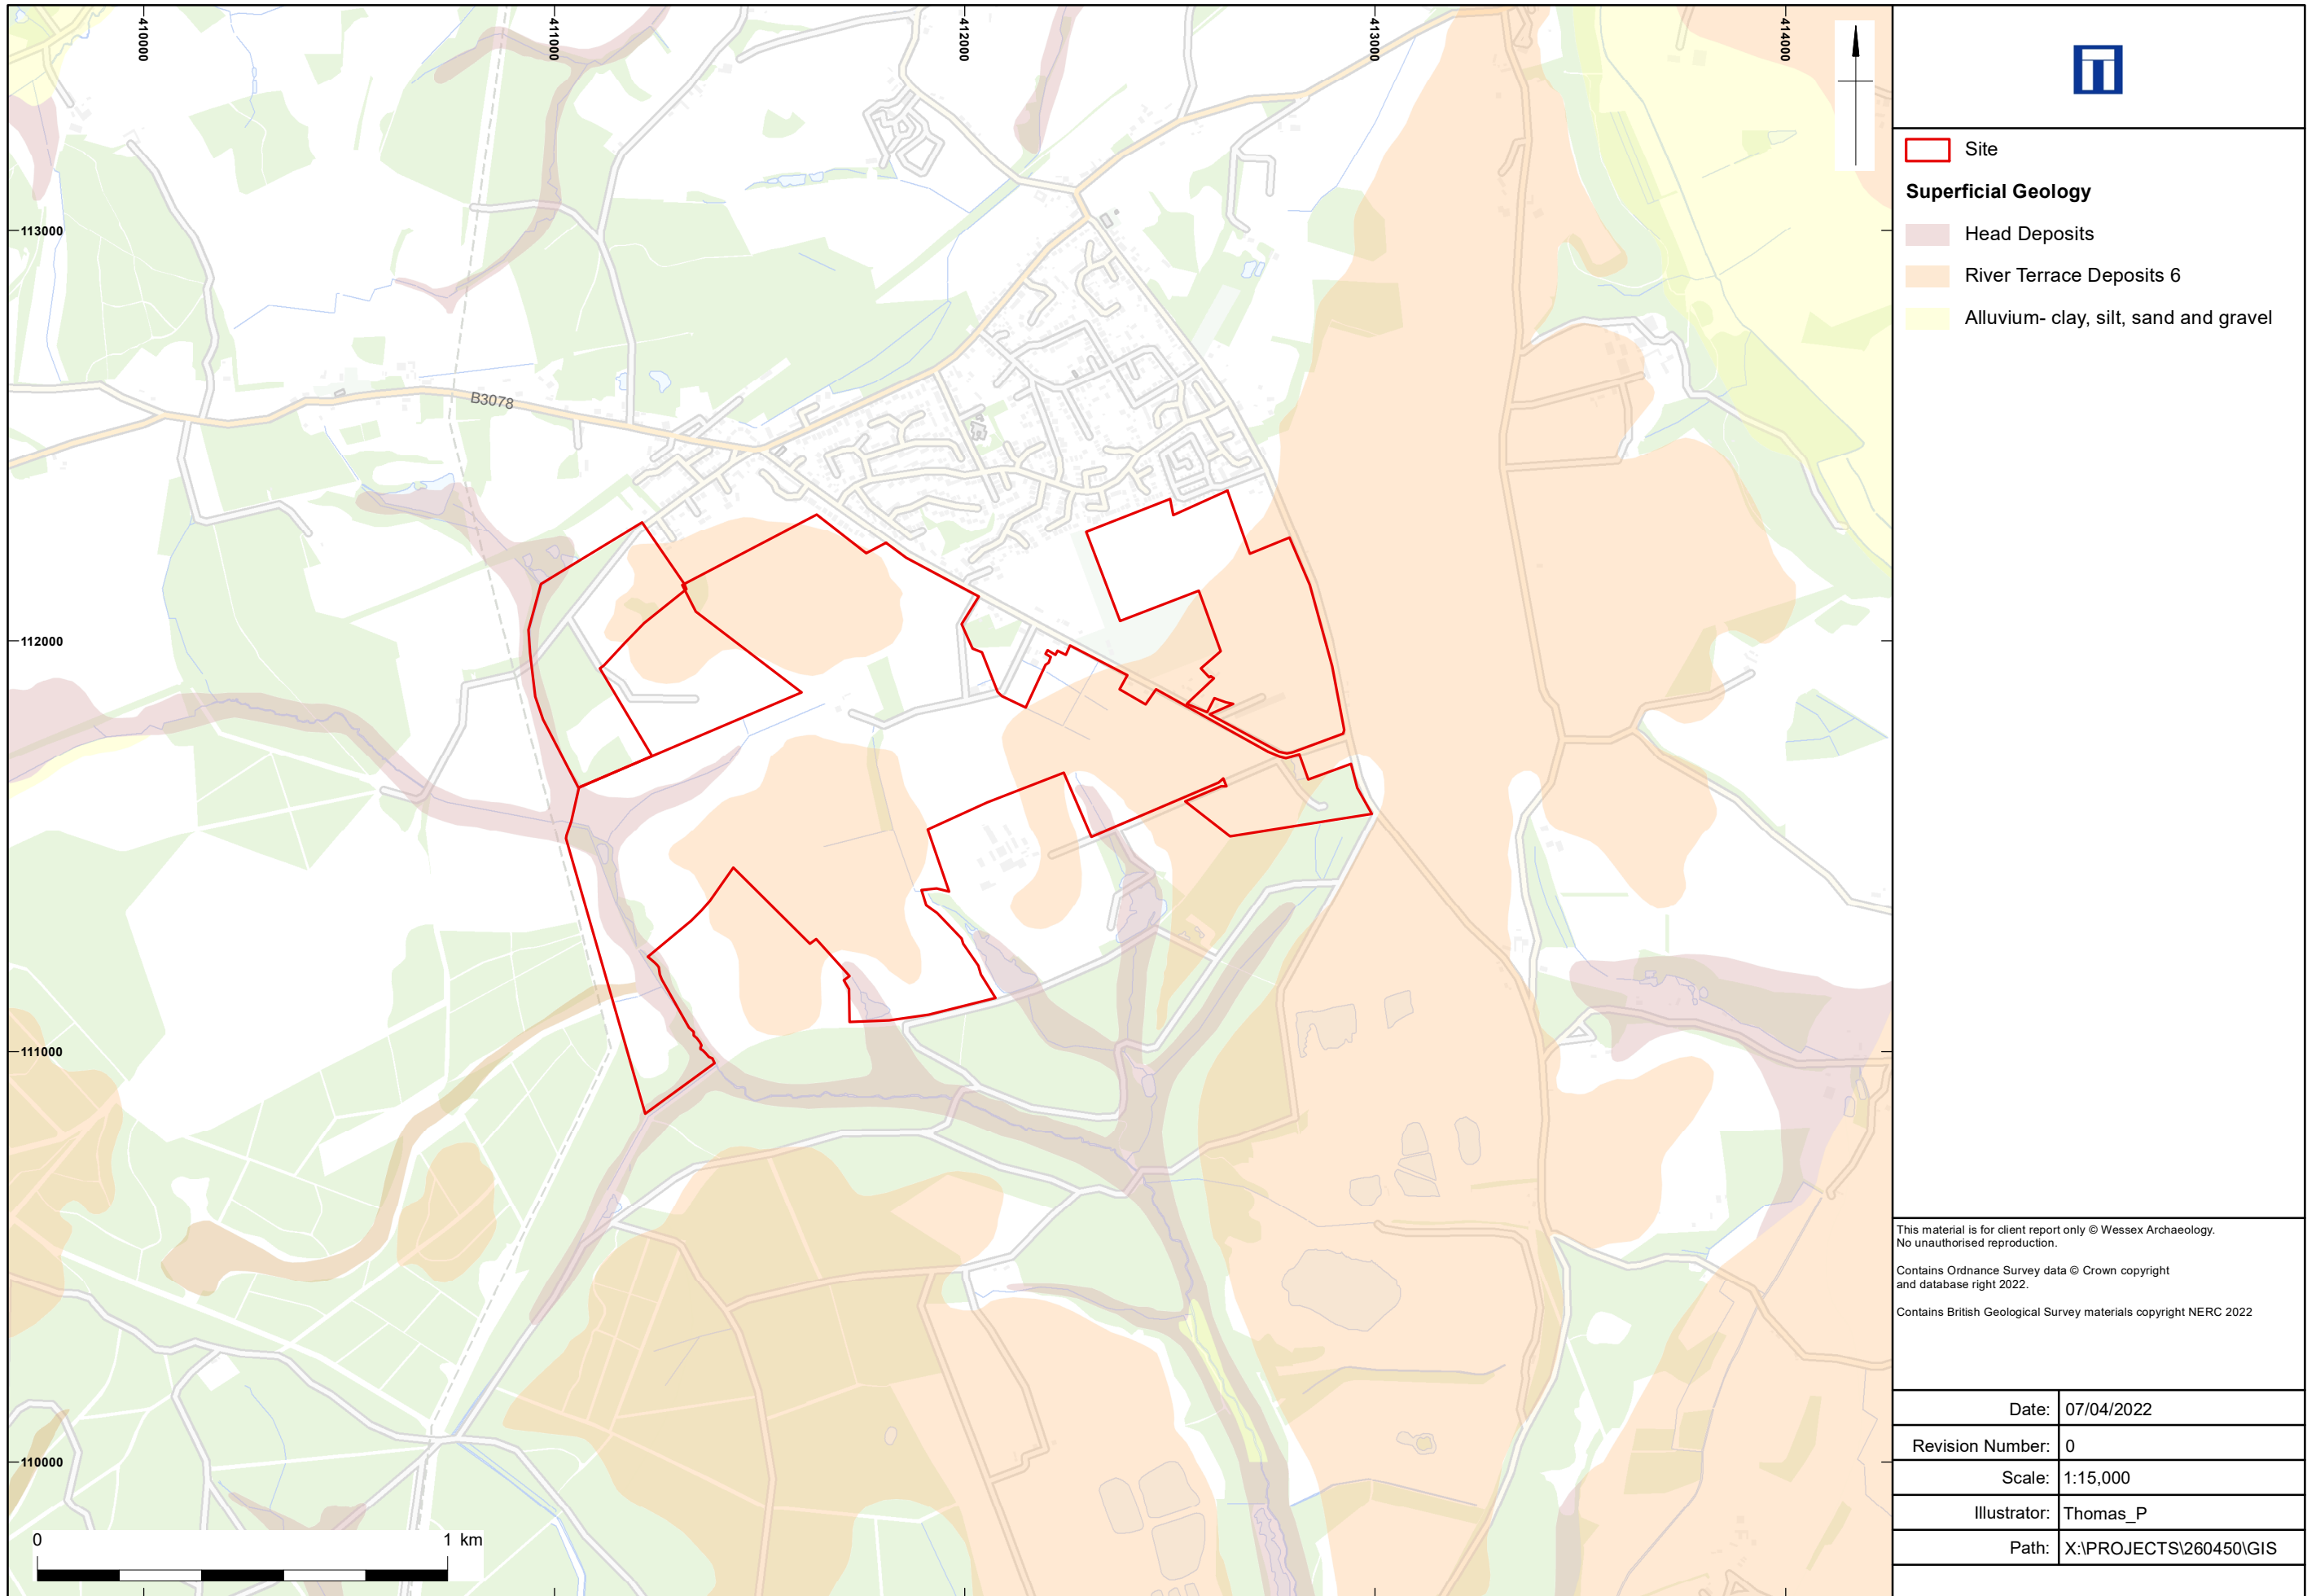 410000
411000
412000
413000
414000
113000
112000
111000
110000
B3078
0
1 km
Site
Superficial Geology
Head Deposits
River Terrace Deposits 6
Alluvium- clay, silt, sand and gravel
This material is for client report only © Wessex Archaeology.
No unauthorised reproduction.
Contains Ordnance Survey data © Crown copyright
and database right 2022.
Contains British Geological Survey materials copyright NERC 2022
Date: 07/04/2022
Revision Number: 0
Scale: 1:15,000
Illustrator: Thomas_P
Path: X:\PROJECTS\260450\GIS